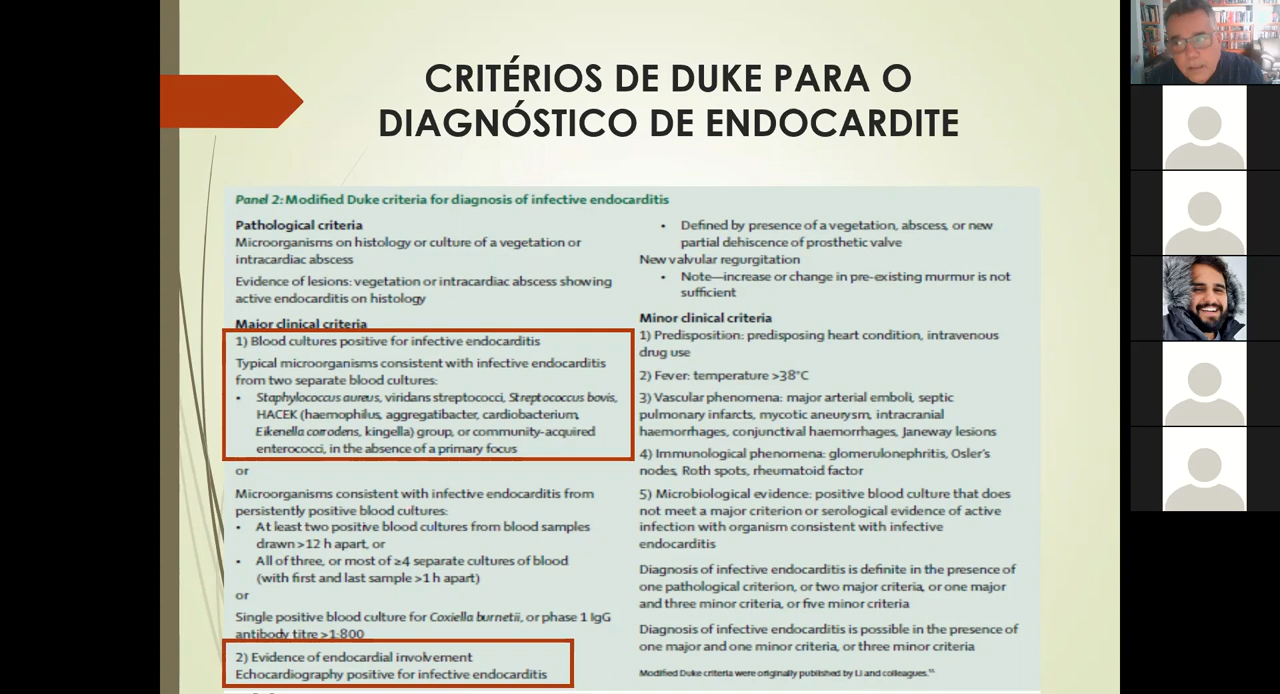 CRITÉRIOS DE DUKE PARA O
DIAGNÓSTICO DE ENDOCARDITE
Panel 2: Modified Duke criteria for diagnosis of infective endocarditis
Pathological criteria
Microorganisms on histology or culture of a vegetation or
intracardiac abscess
Evidence of lesions: vegetation or intracardiac abscess showing
active endocarditis on histology
Major clinical criteria
1) Blood cultures positive for infective endocarditis
Typical microorganisms consistent with infective endocarditis
from two separate blood cultures:
• Staphylococcus aureus, viridans streptococci, Streptococcus bovis,
HACEK (haemophilus, aggregatibacter, cardiobacterium,
Eikenella corrodens, kingella) group, or community-acquired
enterococci, in the absence of a primary focus
or
Microorganisms consistent with infective endocarditis from
persistently positive blood cultures:
• At least two positive blood cultures from blood samples
drawn >12 h apart, or
• All of three, or most of ≥4 separate cultures of blood
(with first and last sample >1 h apart)
or
Single positive blood culture for Coxiella burnetii, or phase 1 IgG
antibody titre >1:800
2) Evidence of endocardial involvement
Echocardiography positive for infective endocarditis
• Defined by presence of a vegetation, abscess, or new
partial dehiscence of prosthetic valve
New valvular regurgitation
• Note—increase or change in pre-existing murmur is not
sufficient
Minor clinical criteria
1) Predisposition: predisposing heart condition, intravenous
drug use
2) Fever: temperature >38°C
3) Vascular phenomena: major arterial emboli, septic
pulmonary infarcts, mycotic aneurysm, intracranial
haemorrhages, conjunctival haemorrhages, Janeway lesions
4) Immunological phenomena: glomerulonephritis, Osler's
nodes, Roth spots, rheumatoid factor
5) Microbiological evidence: positive blood culture that does
not meet a major criterion or serological evidence of active
infection with organism consistent with infective
endocarditis
Diagnosis of infective endocarditis is definite in the presence of
one pathological criterion, or two major criteria, or one major
and three minor criteria, or five minor criteria
Diagnosis of infective endocarditis is possible in the presence of
one major and one minor criteria, or three minor criteria
Modified Duke criteria were originally published by Li and colleagues.